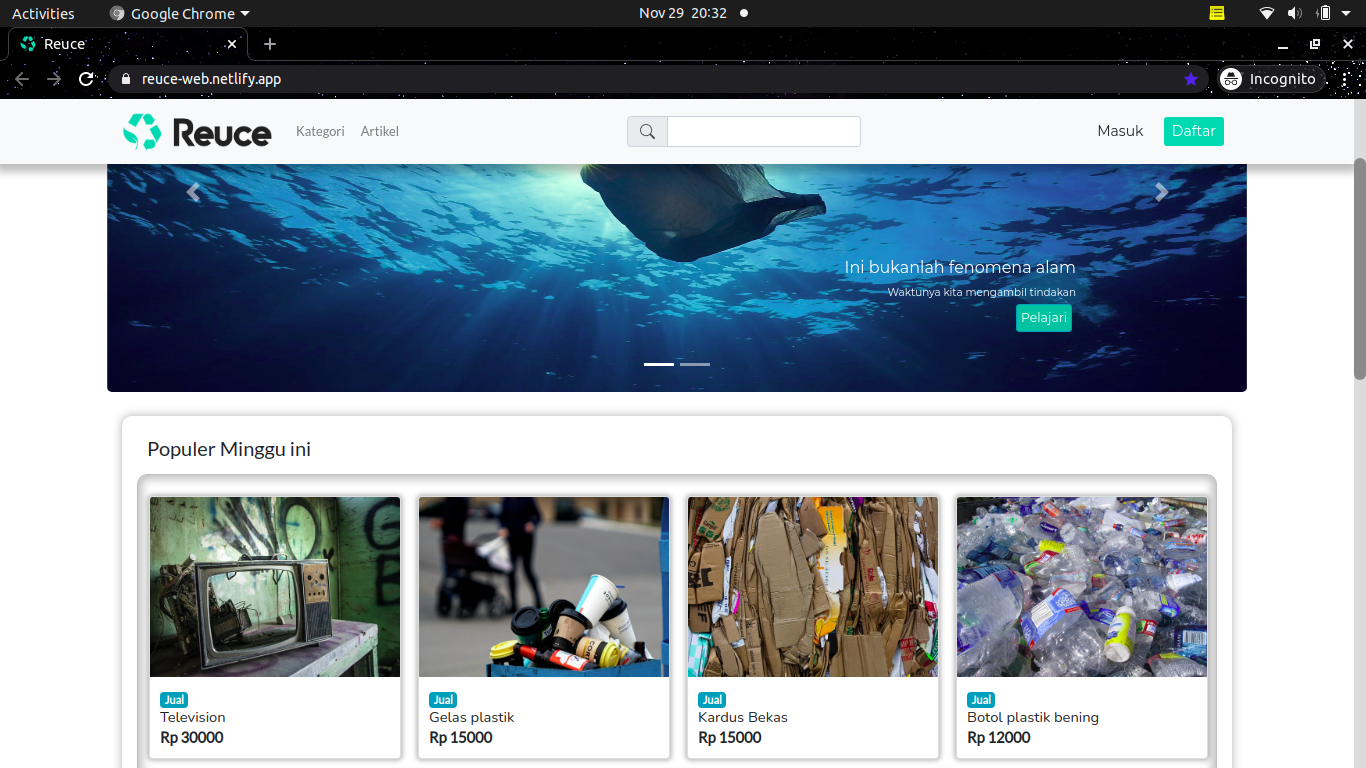 Activities
Google Chrome
Nov 29 20:32
Reuce
reuce-web.netlify.app
Incognito
Reuce
Kategori
Artikel
Masuk
Daftar
Ini bukanlah fenomena alam
Waktunya kita mengambil tindakan
Pelajari
Populer Minggu ini
Jual
Television
Rp 30000
Jual
Gelas plastik
Rp 15000
Jual
Kardus Bekas
Rp 15000
Jual
Botol plastik bening
Rp 12000